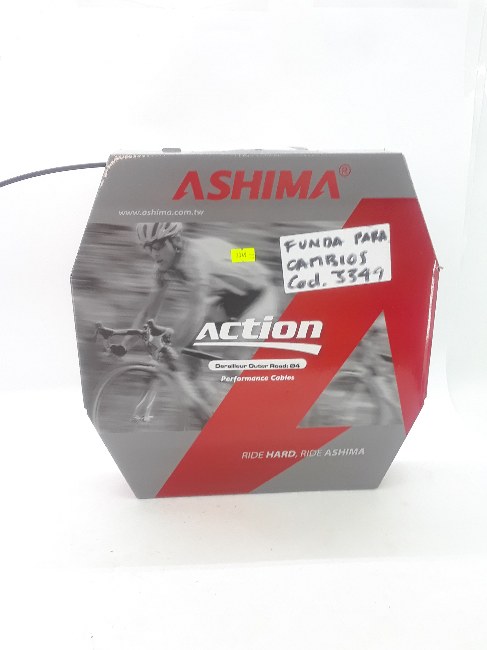 ASHIMA®
www.ashima.com.tw
FUNDA PARA
CAMBIOS
Cod. 3349
ACTION
Derailleur Outer Road: Ø4
Performance Cables
RIDE HARD, RIDE ASHIMA